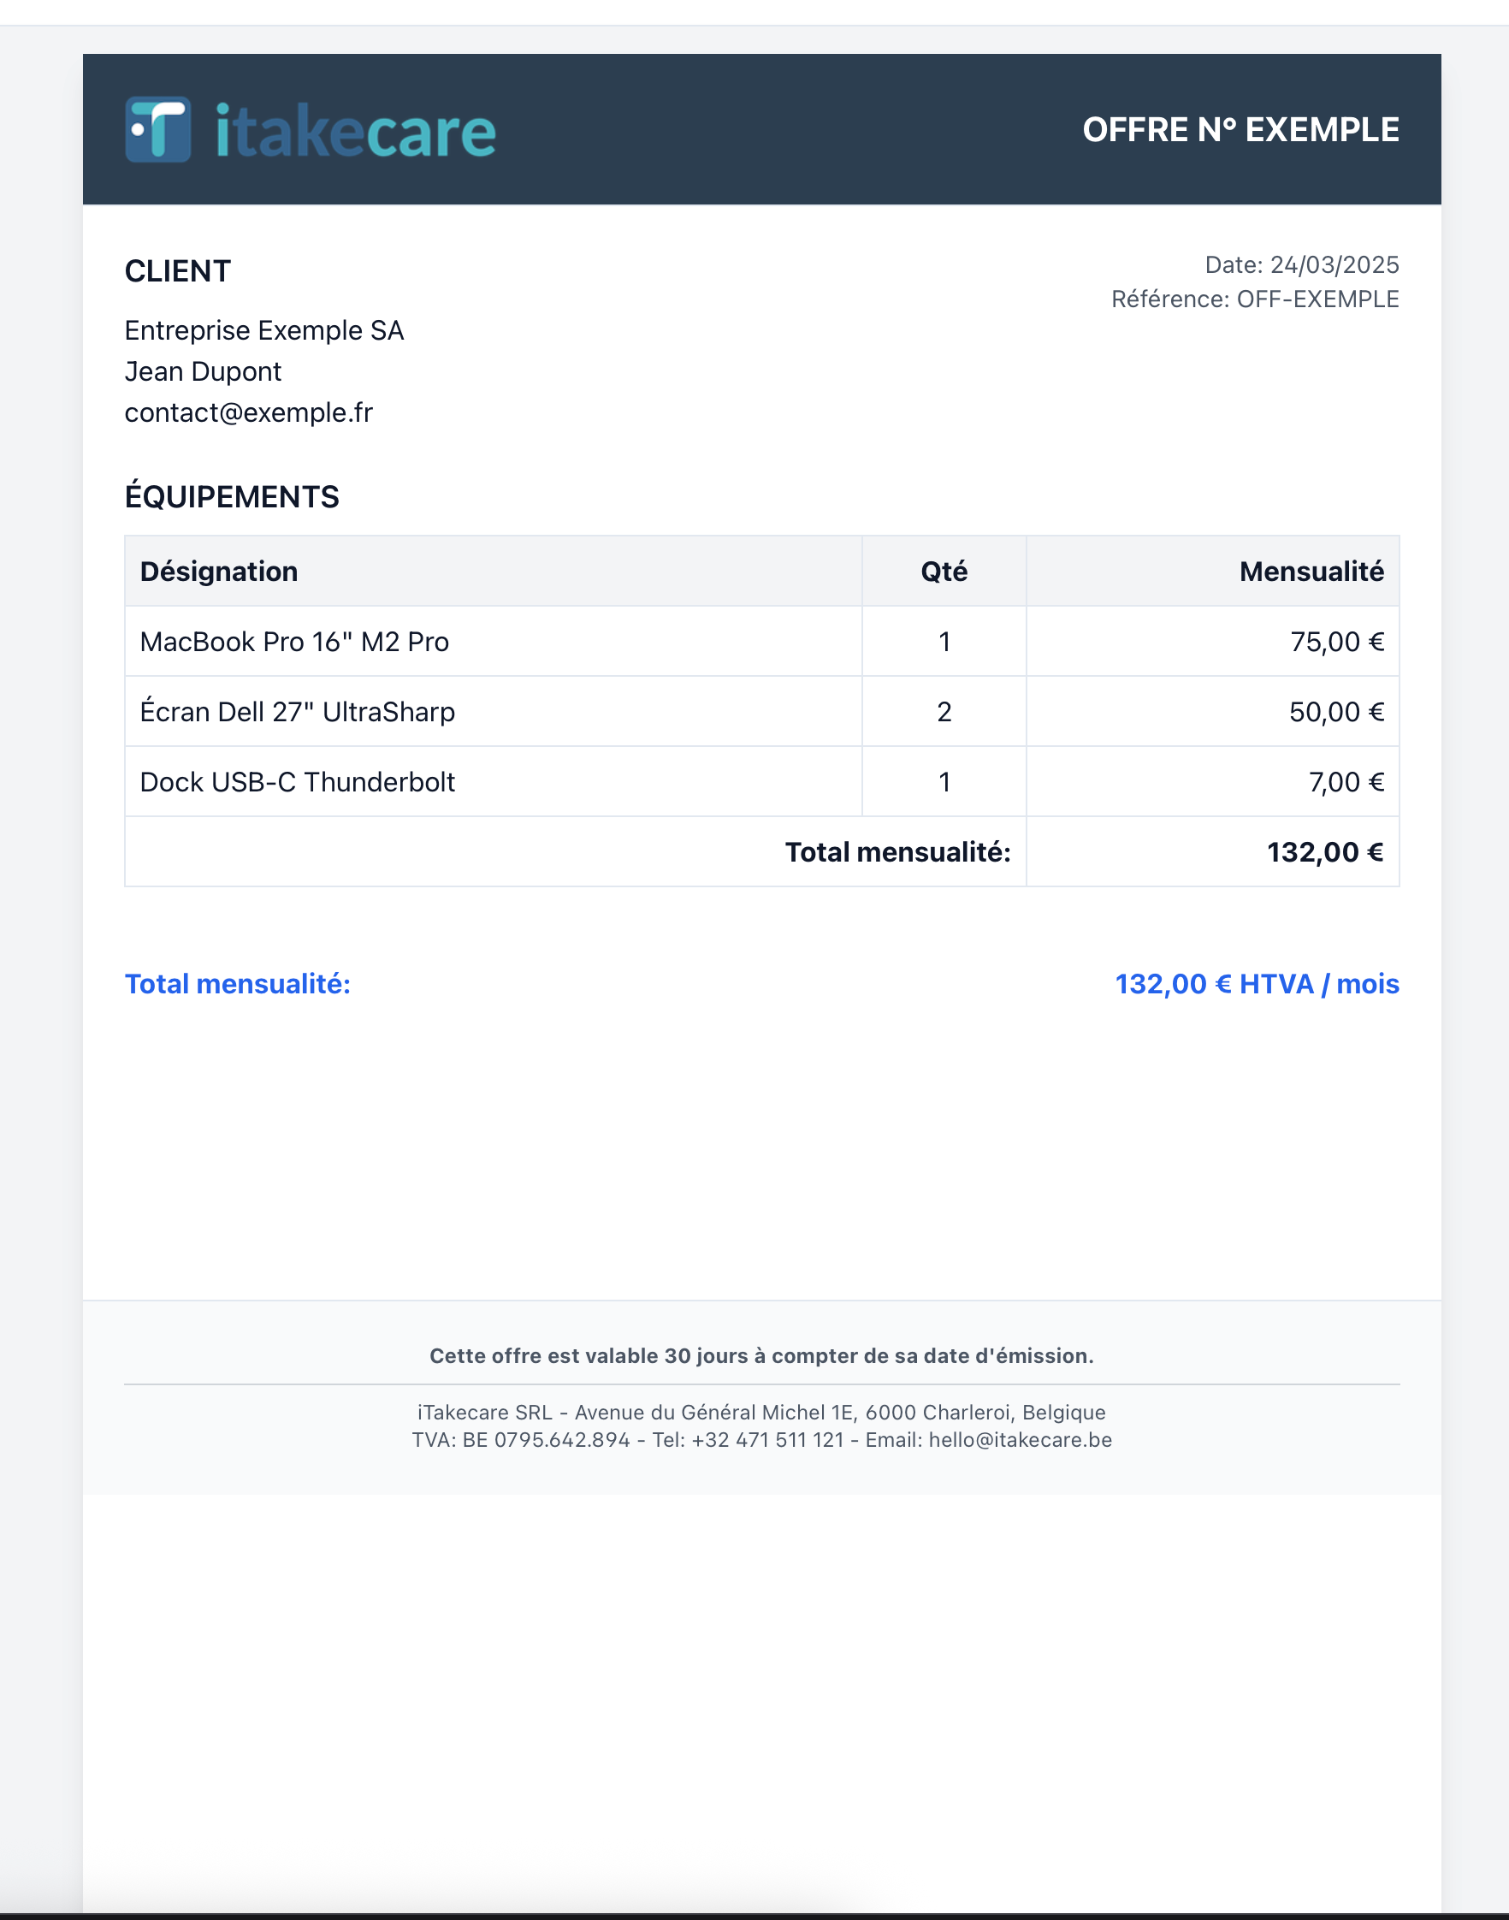 itakecare
OFFRE N° EXEMPLE
CLIENT
Date: 24/03/2025
Référence: OFF-EXEMPLE
Entreprise Exemple SA
Jean Dupont
contact@exemple.fr
ÉQUIPEMENTS
Désignation Qté Mensualité
MacBook Pro 16" M2 Pro 1 75,00 €
Écran Dell 27" UltraSharp 2 50,00 €
Dock USB-C Thunderbolt 1 7,00 €
Total mensualité: 132,00 €
Total mensualité: 132,00 € HTVA / mois
Cette offre est valable 30 jours à compter de sa date d'émission.
iTakecare SRL - Avenue du Général Michel 1E, 6000 Charleroi, Belgique
TVA: BE 0795.642.894 - Tel: +32 471 511 121 - Email: hello@itakecare.be